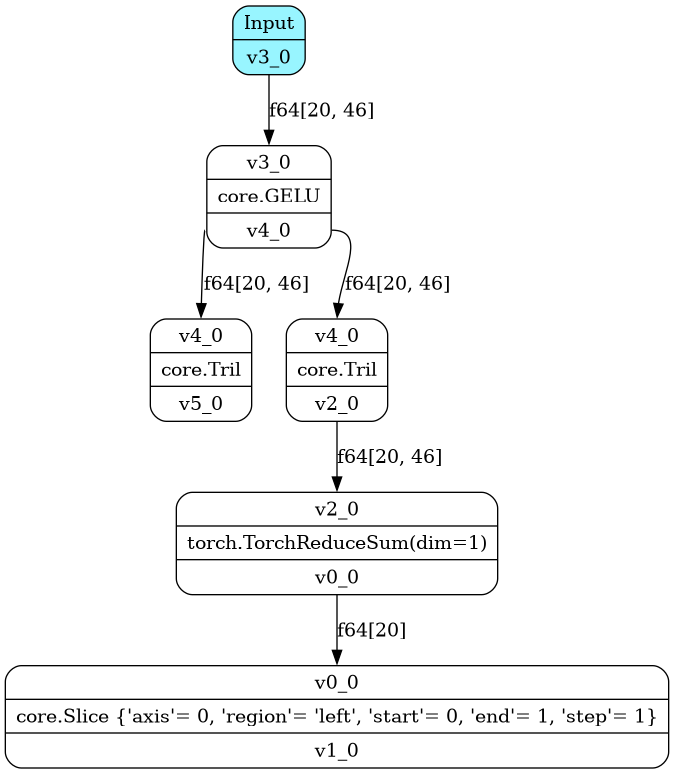 Input
v3_0
f64[20, 46]
v3_0
core.GELU
v4_0
f64[20, 46]
f64[20, 46]
v4_0
core.Tril
v5_0
v4_0
core.Tril
v2_0
f64[20, 46]
v2_0
torch.TorchReduceSum(dim=1)
v0_0
f64[20]
v0_0
core.Slice {'axis'= 0, 'region'= 'left', 'start'= 0, 'end'= 1, 'step'= 1}
v1_0